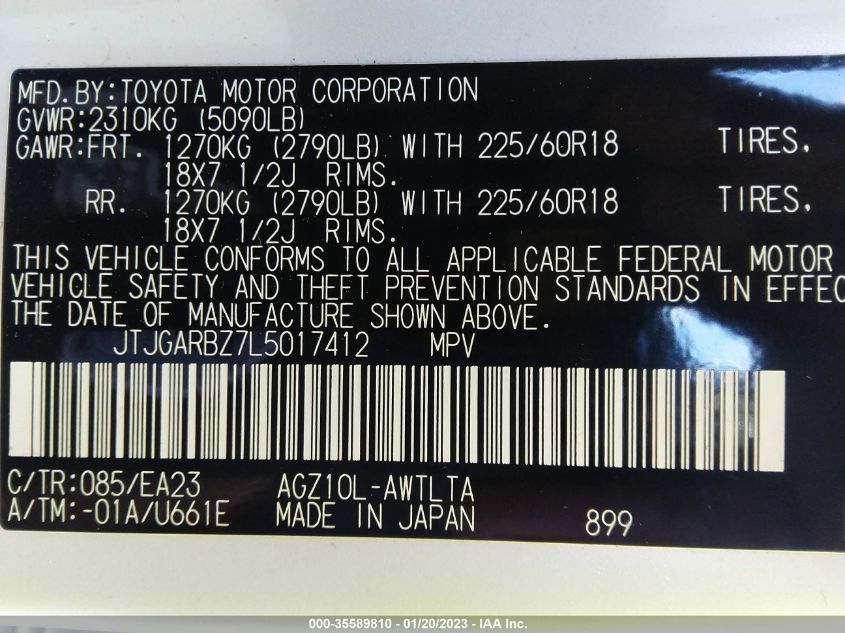 MFD.BY:TOYOTA MOTOR CORPORATION
GVWR:2310KG (5090LB)
GAWR:FRT. 1270KG (2790LB) WITH 225/60R18 TIRES.
18X7 1/2J RIMS.
RR. 1270KG (2790LB) WITH 225/60R18 TIRES.
18X7 1/2J RIMS.
THIS VEHICLE CONFORMS TO ALL APPLICABLE FEDERAL MOTOR
VEHICLE SAFETY AND THEFT PREVENTION STANDARDS IN EFFEC
THE DATE OF MANUFACTURE SHOWN ABOVE.
JTJGARBZ7L5017412 MPV
C/TR:085/EA23 AGZ10L-AWTLTA
A/TM:-01A/U661E MADE IN JAPAN 899
000-35589810 - 01/20/2023 - IAA Inc.